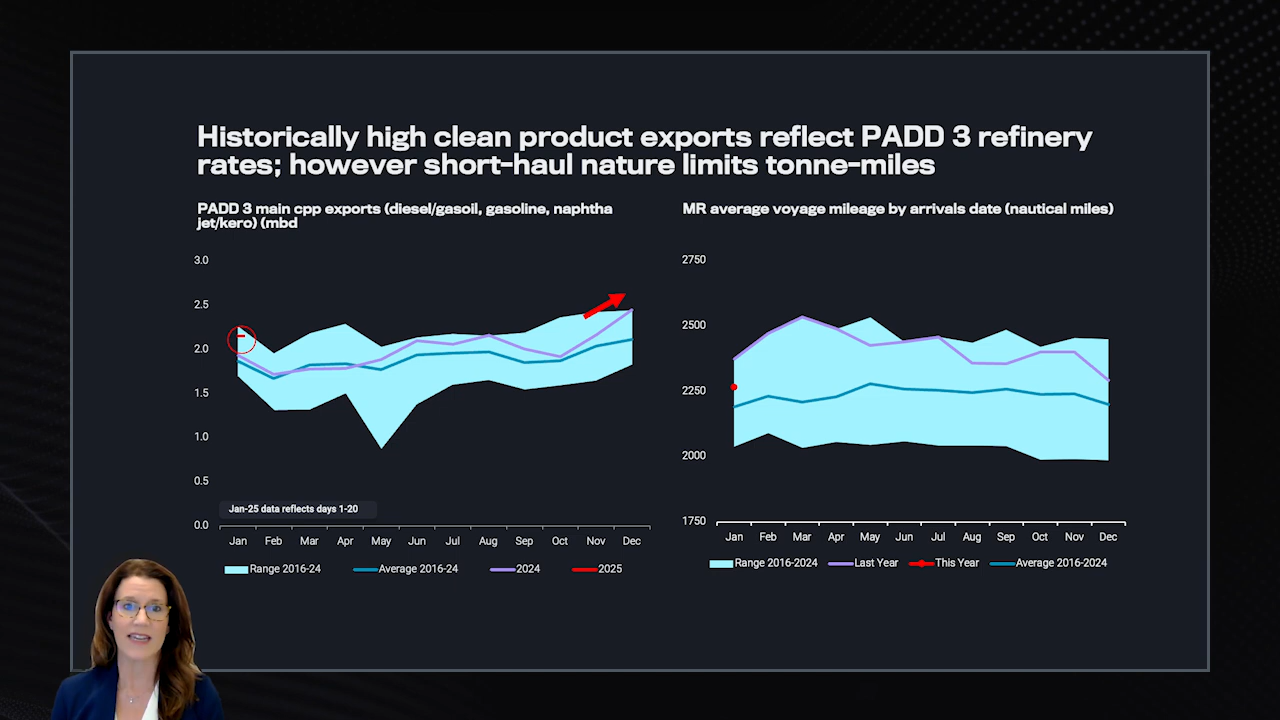 Historically high clean product exports reflect PADD 3 refinery
rates; however short-haul nature limits tonne-miles
PADD 3 main cpp exports (diesel/gasoil, gasoline, naphtha
jet/kero) (mbd
3.0
2.5
2.0
1.5
1.0
0.5
0.0
Jan-25 data reflects days 1-20
Jan Feb Mar Apr May Jun Jul Aug Sep Oct Nov Dec
Range 2016-24 Average 2016-24 2024 2025
MR average voyage mileage by arrivals date (nautical miles)
2750
2500
2250
2000
1750
Jan Feb Mar Apr May Jun Jul Aug Sep Oct Nov Dec
Range 2016-2024 Last Year This Year Average 2016-2024